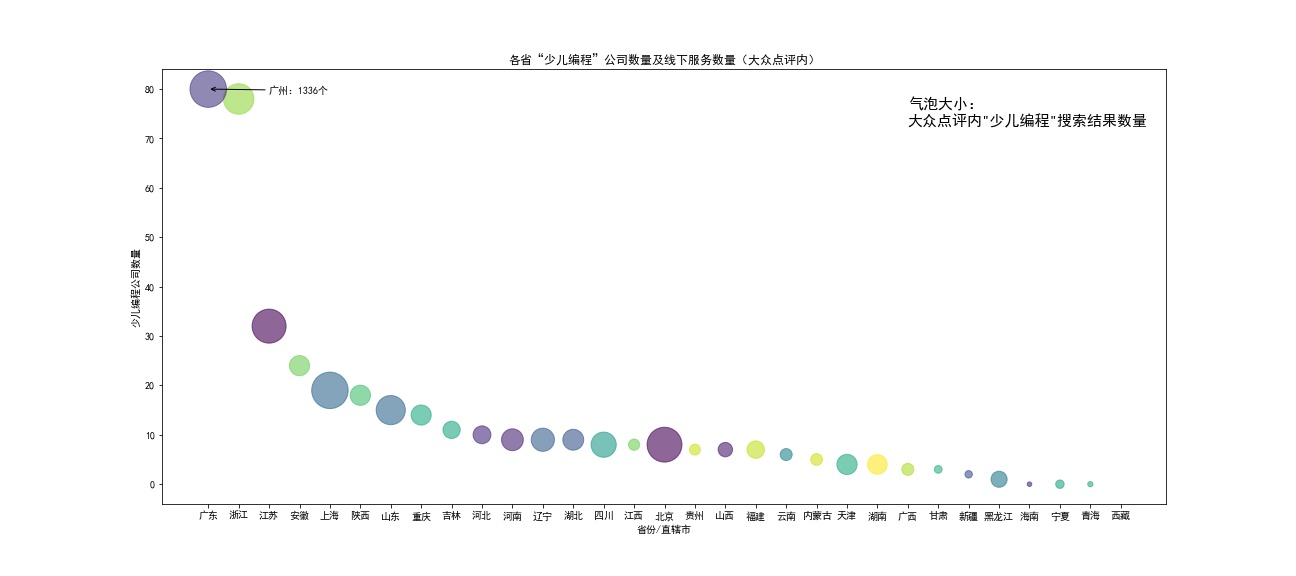 各省“少儿编程”公司数量及线下服务数量（大众点评内）
80
70
60
50
40
30
20
10
0
少儿编程公司数量
广州：1336个
气泡大小：
大众点评内"少儿编程"搜索结果数量
广东 浙江 江苏 安徽 上海 陕西 山东 重庆 吉林 河北 河南 辽宁 湖北 四川 江西 北京 贵州 山西 福建 云南 内蒙古 天津 湖南 广西 甘肃 新疆 黑龙江 海南 宁夏 青海 西藏
省份/直辖市